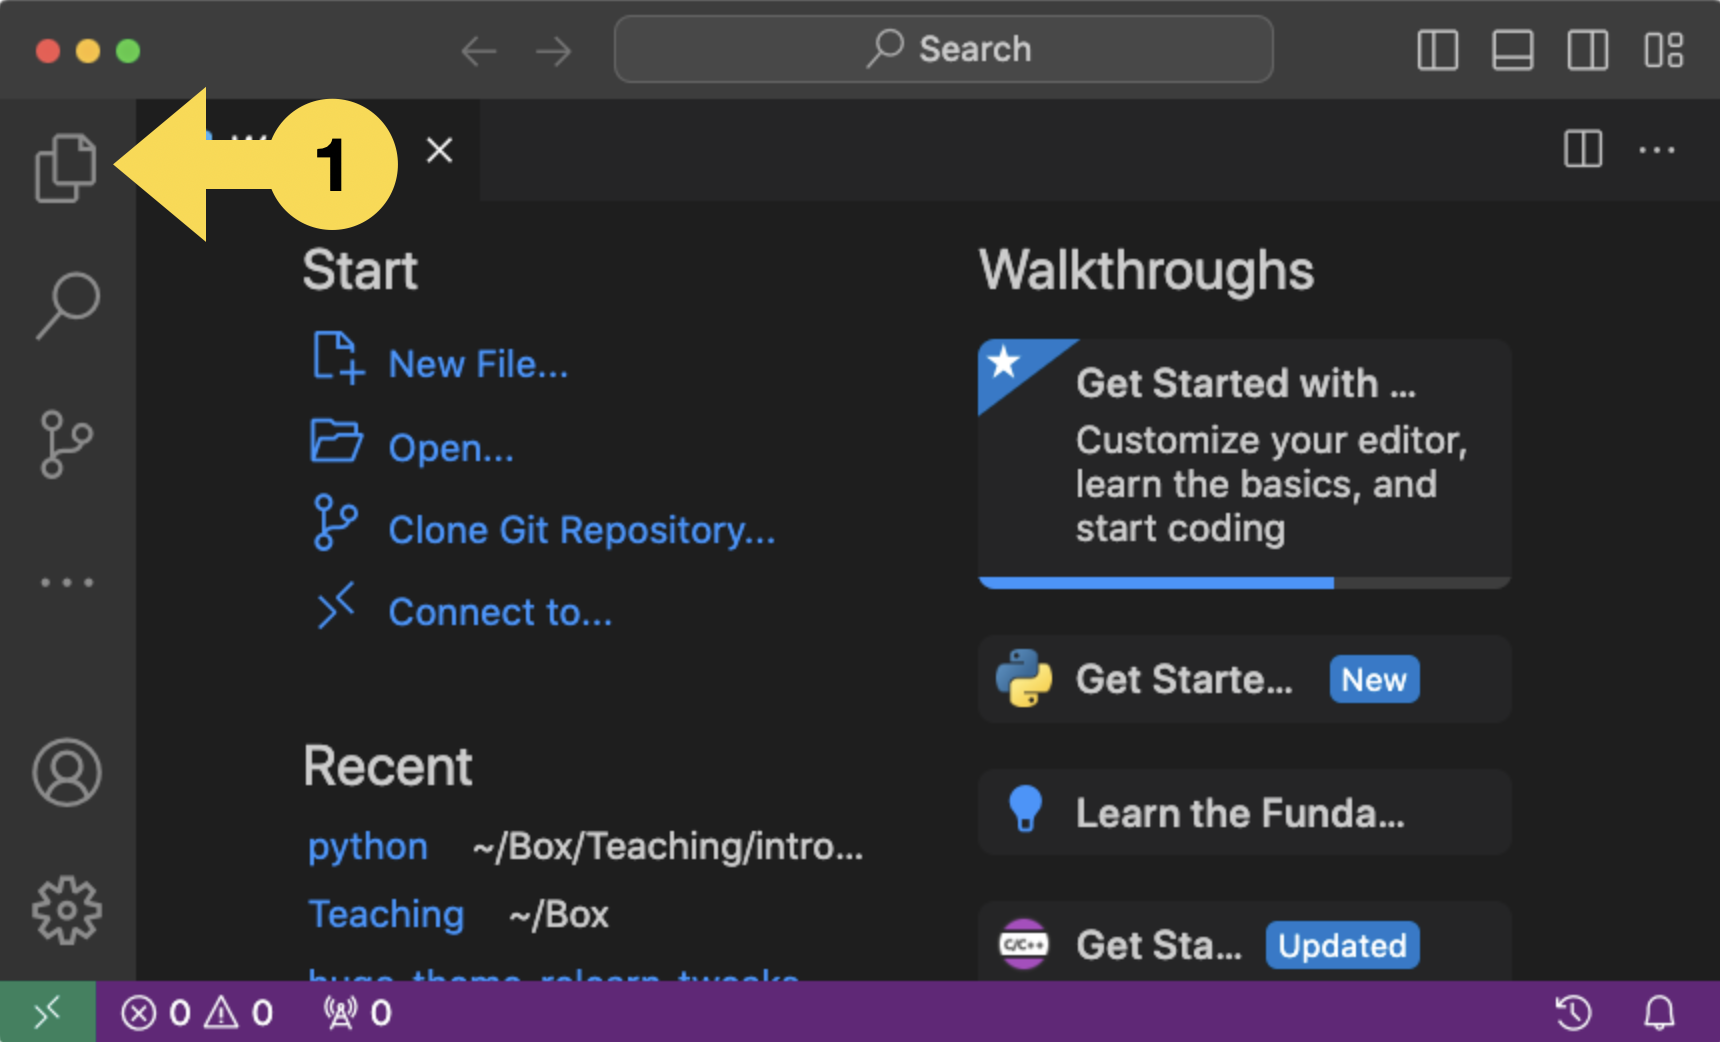 Search
1
Start
New File...
Open...
Clone Git Repository...
Connect to...
Recent
python ~/Box/Teaching/intro...
Teaching ~/Box
Walkthroughs
Get Started with ...
Customize your editor,
learn the basics, and
start coding
Get Starte... New
Learn the Funda...
C/C++ Get Sta... Updated
0 0 0